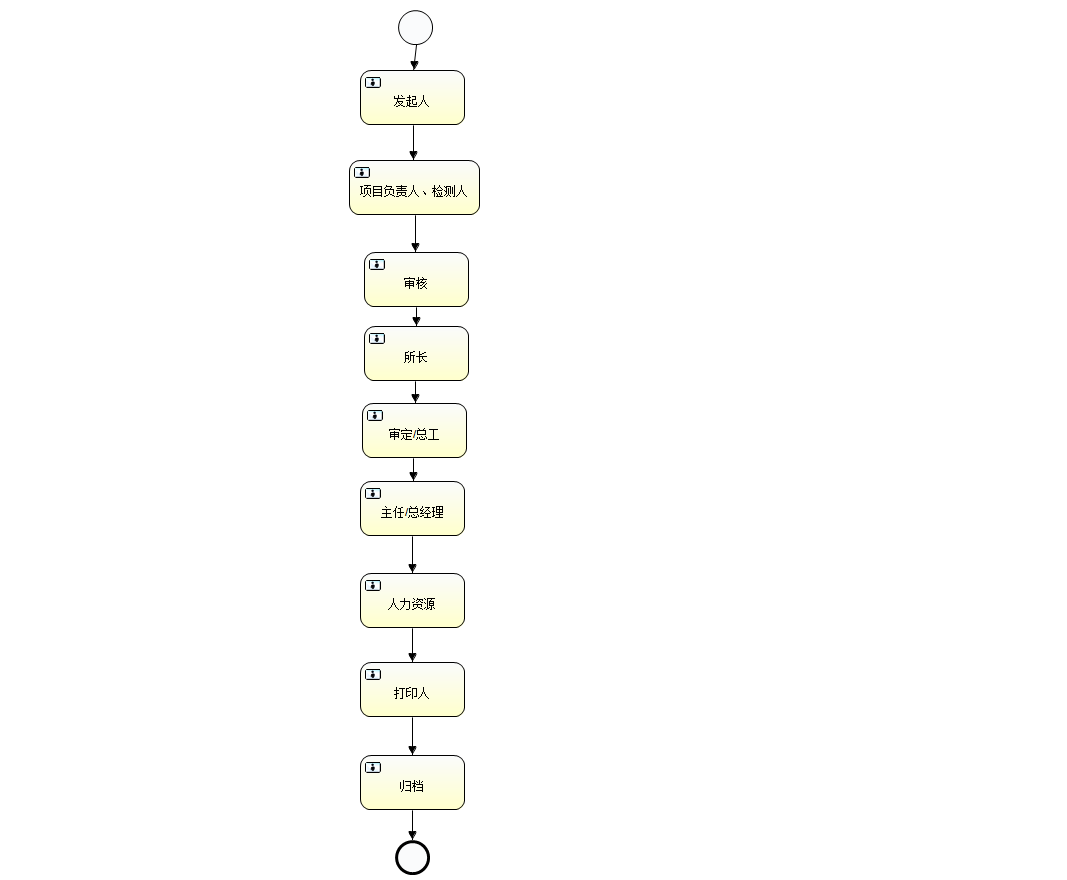 发起人
项目负责人、检测人
审核
所长
审定/总工
主任/总经理
人力资源
打印人
归档